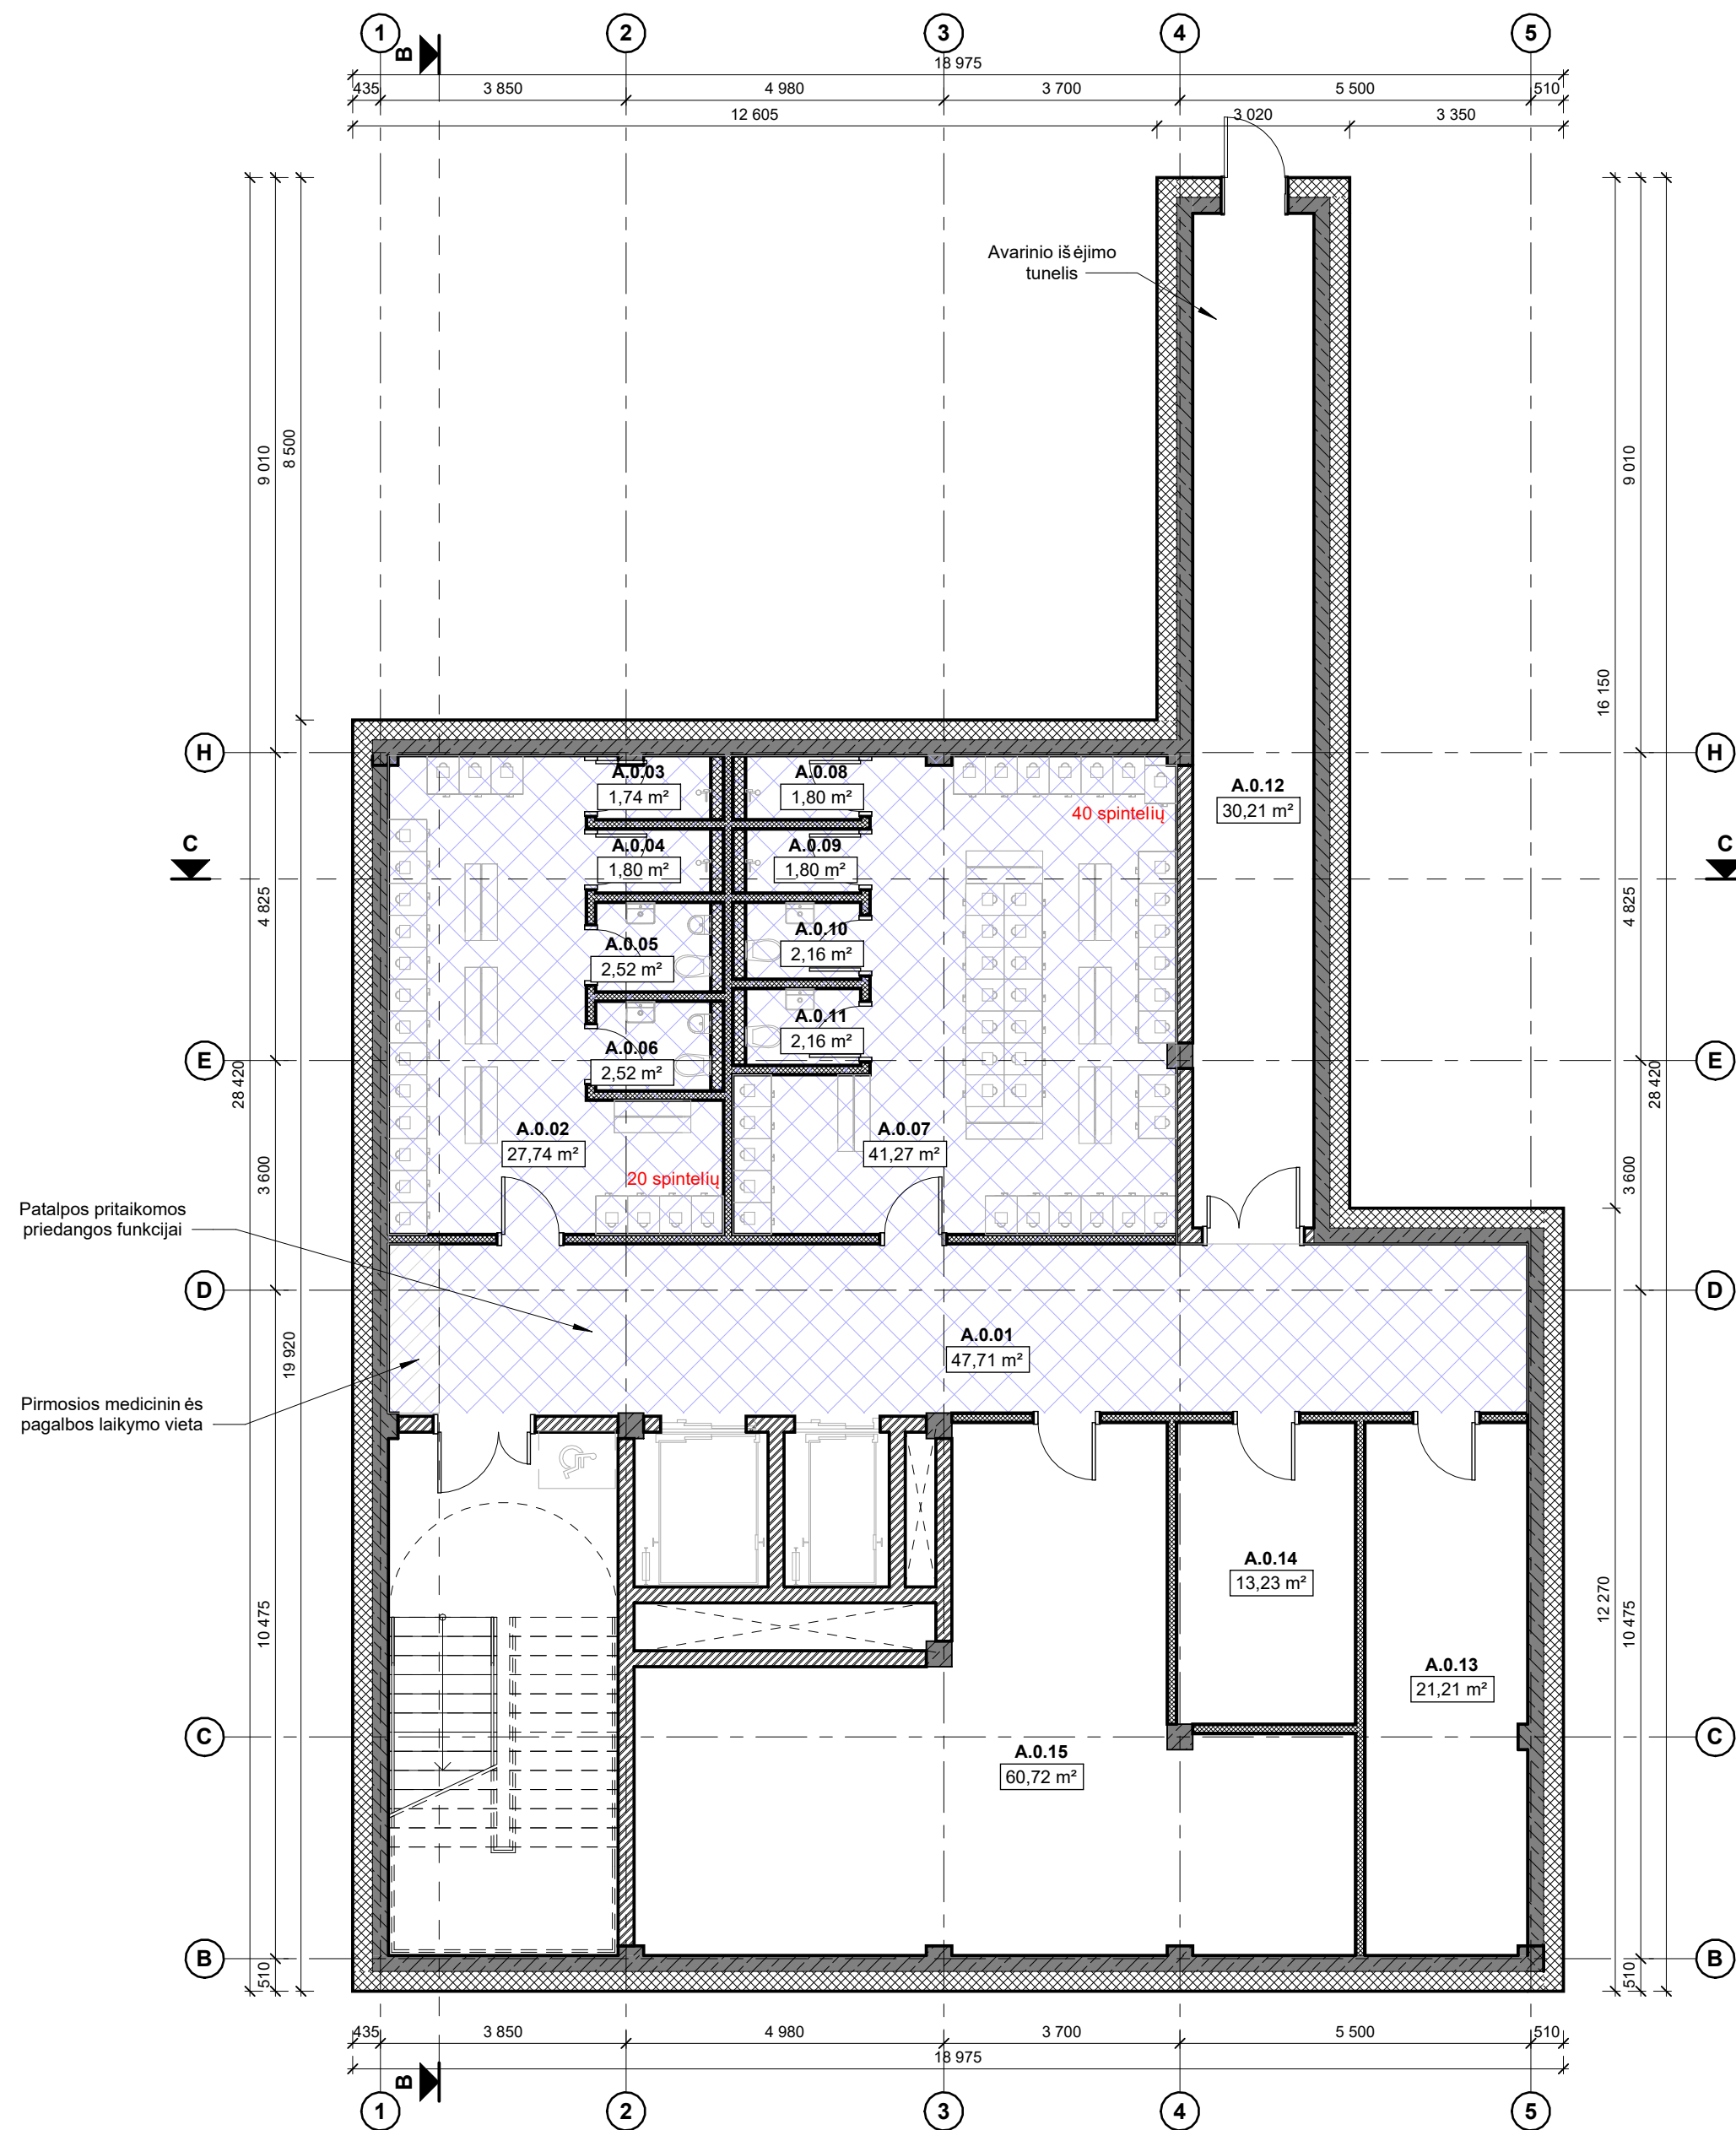 1
2
3
4
5
B
18 975
435
3 850
4 980
3 700
5 500
510
12 605
3 020
3 350
Avarinio išėjimo
tunelis
9 010
8 500
9 010
16 150
H
H
A.0.03
1,74 m²
A.0.08
1,80 m²
A.0.12
30,21 m²
40 spintelių
C
C
A.0.04
1,80 m²
A.0.09
1,80 m²
4 825
4 825
A.0.05
2,52 m²
A.0.10
2,16 m²
A.0.06
2,52 m²
A.0.11
2,16 m²
E
E
28 420
28 420
A.0.02
27,74 m²
A.0.07
41,27 m²
20 spintelių
3 600
3 600
Patalpos pritaikomos
priedangos funkcijai
D
D
19 920
A.0.01
47,71 m²
Pirmosios medicininės
pagalbos laikymo vieta
A.0.14
13,23 m²
12 270
10 475
10 475
A.0.13
21,21 m²
C
C
A.0.15
60,72 m²
B
B
510
510
435
3 850
4 980
3 700
5 500
510
18 975
B
1
2
3
4
5